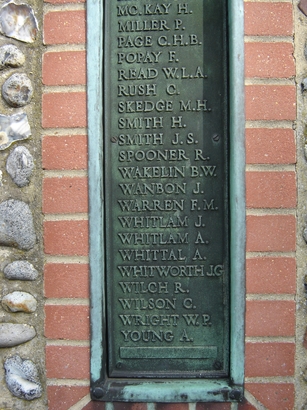 MC.KAY H.
MILLER P.
PAGE C.H.B.
POPAY F.
READ W.L.A.
RUSH C.
SKEDGE M.H.
SMITH H.
SMITH J.S.
SPOONER R.
WAKELIN B.W.
WANBON J.
WARREN F.M.
WHITLAM J.
WHITLAM A.
WHITTAL A.
WHITWORTH J.G
WILCH R.
WILSON C.
WRIGHT W.P.
YOUNG A.